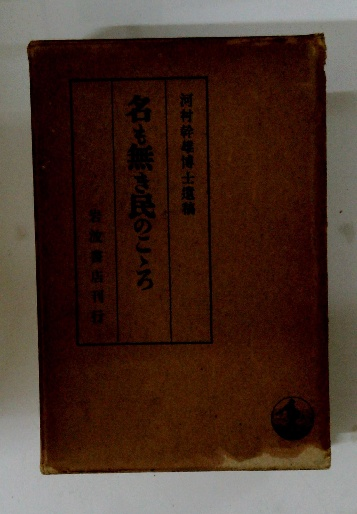 河村幹雄博士遺稿
名も無き民のこゝろ
岩波書店刊行